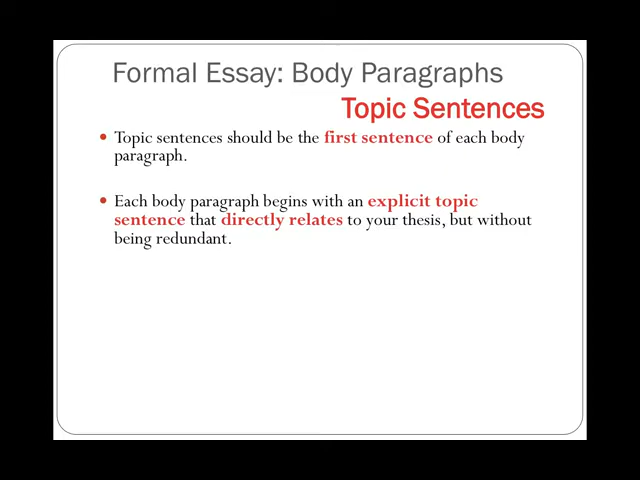 Formal Essay: Body Paragraphs
Topic Sentences
• Topic sentences should be the first sentence of each body
paragraph.
• Each body paragraph begins with an explicit topic
sentence that directly relates to your thesis, but without
being redundant.